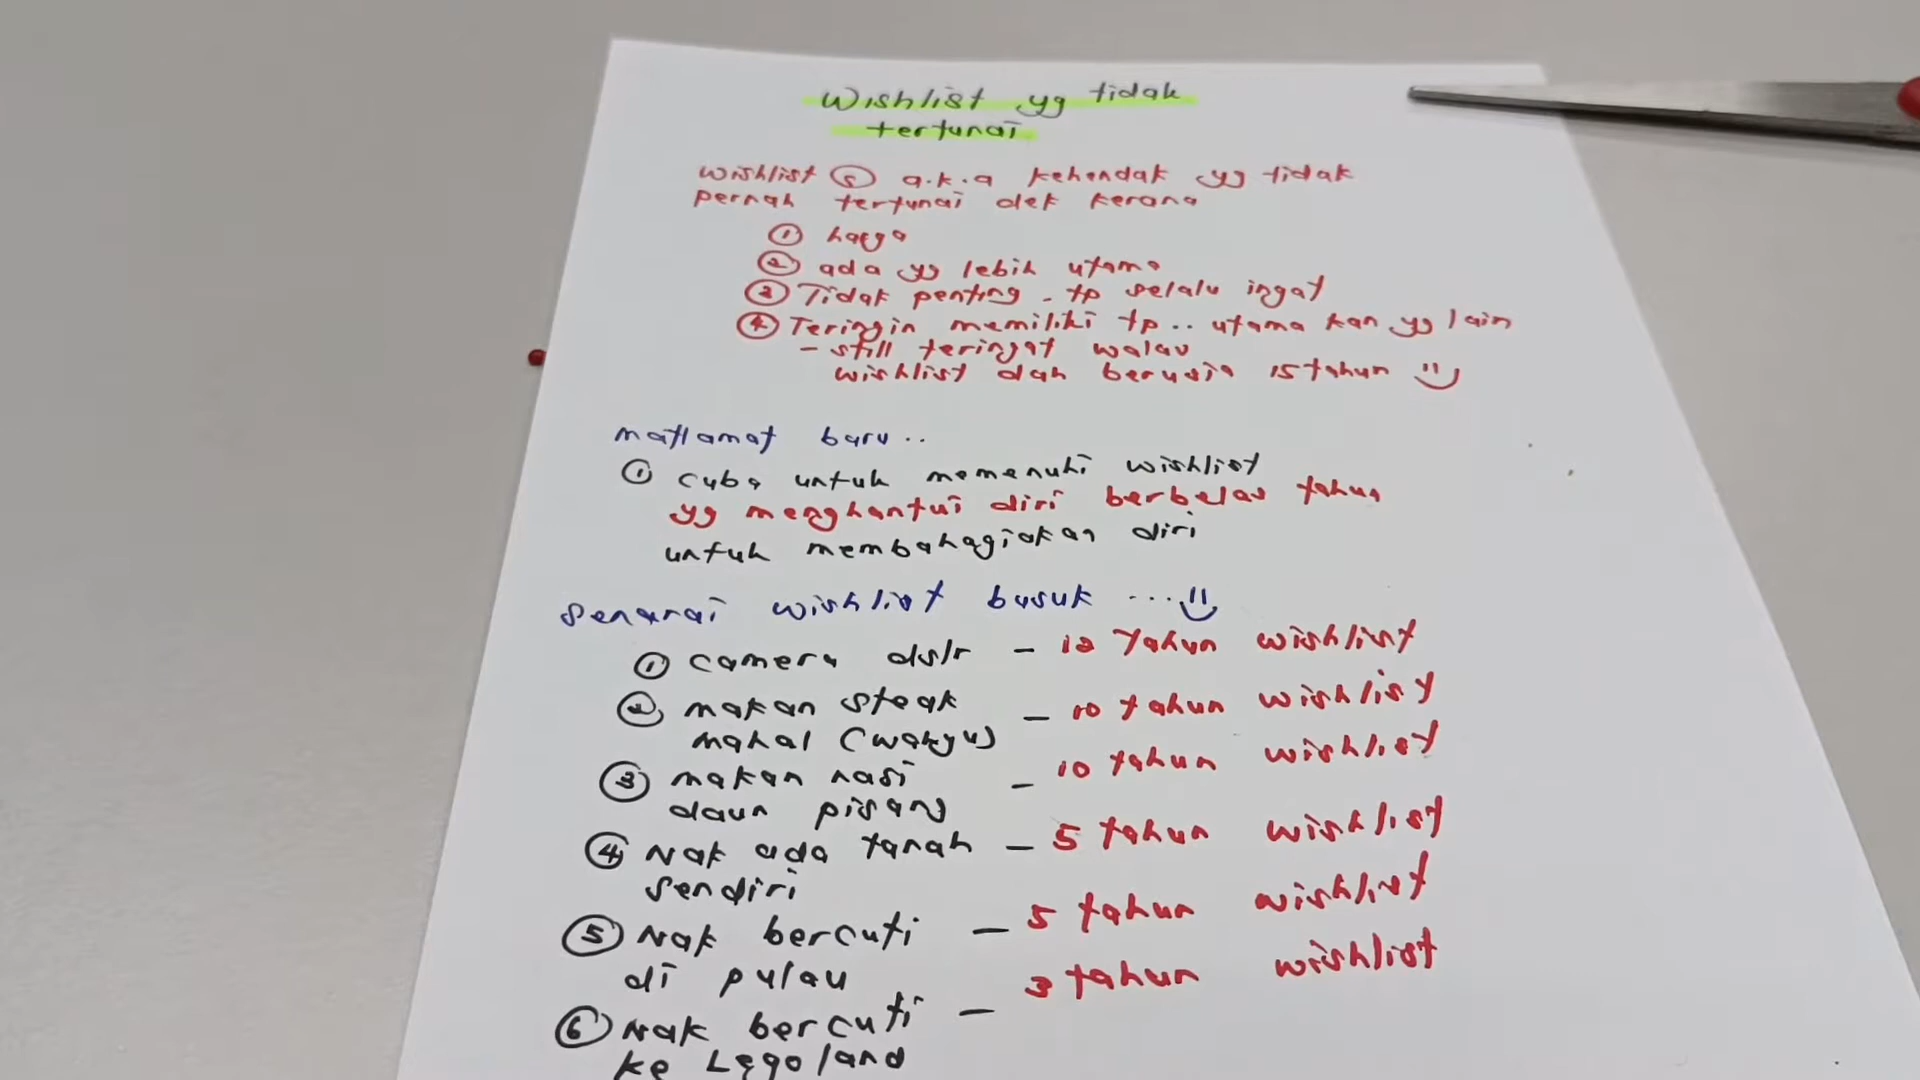 Wishlist yg tidak
tertunai
wishlist (s) a.k.a kehendak yg tidak
pernah tertunai dek kerana
① harga
② ada yg lebih utama
③ Tidak penting. tp selalu ingat
④ Teringin memiliki tp.. utama kan yg lain
- still teringat walau
wishlist dah berusia 15 tahun
matlamat baru..
① cuba untuk memenuhi wishlist
yg menghantui diri berbelas tahun
untuk membahagiakan diri
Senarai wishlist busuk ...
① camera dslr - 12 Tahun wishlist
② makan steak - 10 tahun wishlist
mahal (wagyu)
③ makan nasi - 10 tahun wishlist
daun pisang
④ Nak ada tanah - 5 tahun wishlist
sendiri
⑤ Nak bercuti - 5 tahun wishlist
di pulau
⑥ Nak bercuti - 3 tahun wishlist
ke Legoland